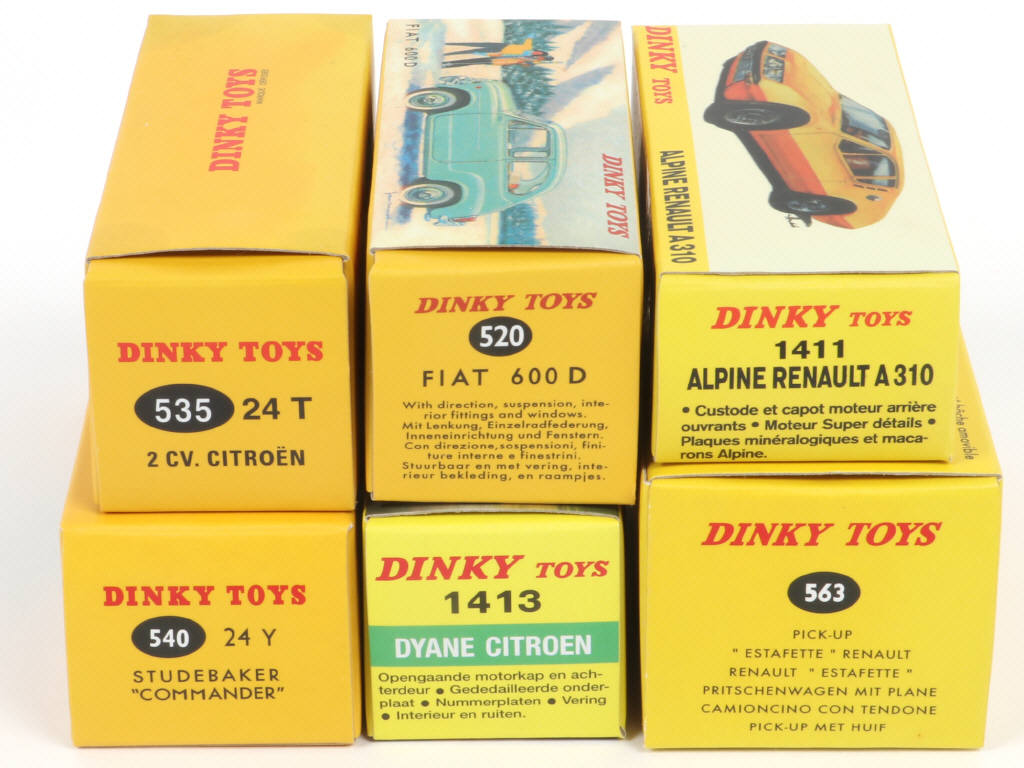 DINKY TOYS
MARQUE DÉPOSÉE
DINKY TOYS
535 24 T
2 CV. CITROËN
FIAT 600 D
DINKY TOYS
DINKY TOYS
520
FIAT 600 D
With direction, suspension, inte-
rior fittings and windows.
Mit Lenkung, Einzelradfederung,
Inneneinrichtung und Fenstern.
Con direzione,sospensioni, fini-
ture interne e finestrini.
Stuurbaar en met vering, inte-
rieur bekleding, en raampjes.
DINKY TOYS
ALPINE RENAULT A 310
DINKY TOYS
1411
ALPINE RENAULT A 310
• Custode et capot moteur arrière
ouvrants • Moteur Super détails •
Plaques minéralogiques et maca-
rons Alpine.
DINKY TOYS
540 24 Y
STUDEBAKER
"COMMANDER"
DINKY TOYS
1413
DYANE CITROEN
Opengaande motorkap en ach-
terdeur • Gededailleerde onder-
plaat • Nummerplaten • Vering
• Interieur en ruiten.
bâche amovible
DINKY TOYS
563
PICK-UP
" ESTAFETTE " RENAULT
RENAULT " ESTAFETTE "
PRITSCHENWAGEN MIT PLANE
CAMIONCINO CON TENDONE
PICK-UP MET HUIF